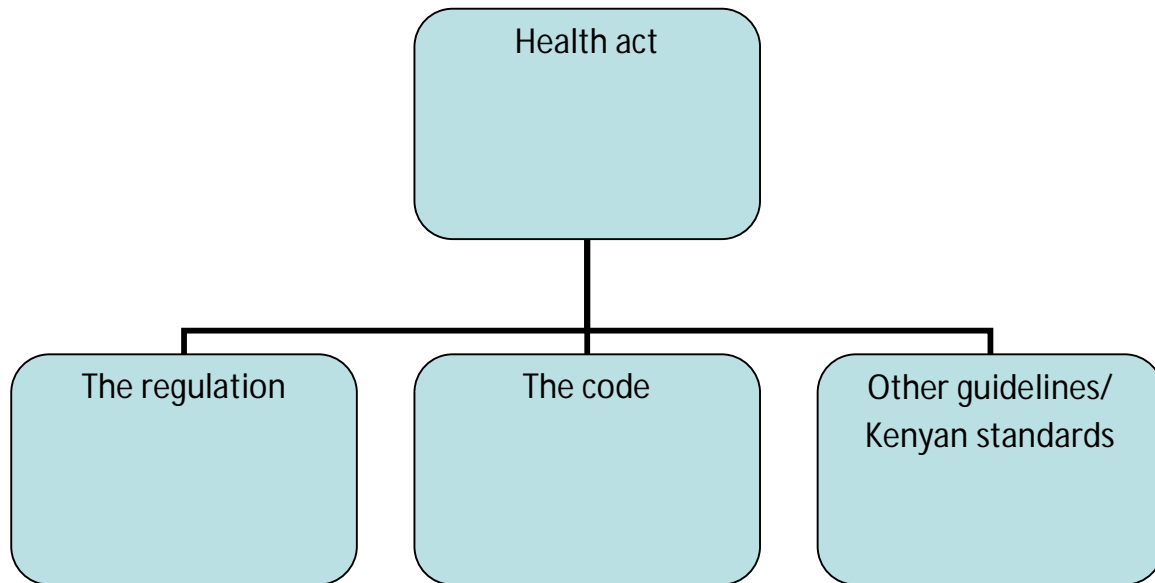 Health act
The regulation
The code
Other guidelines/
Kenyan standards